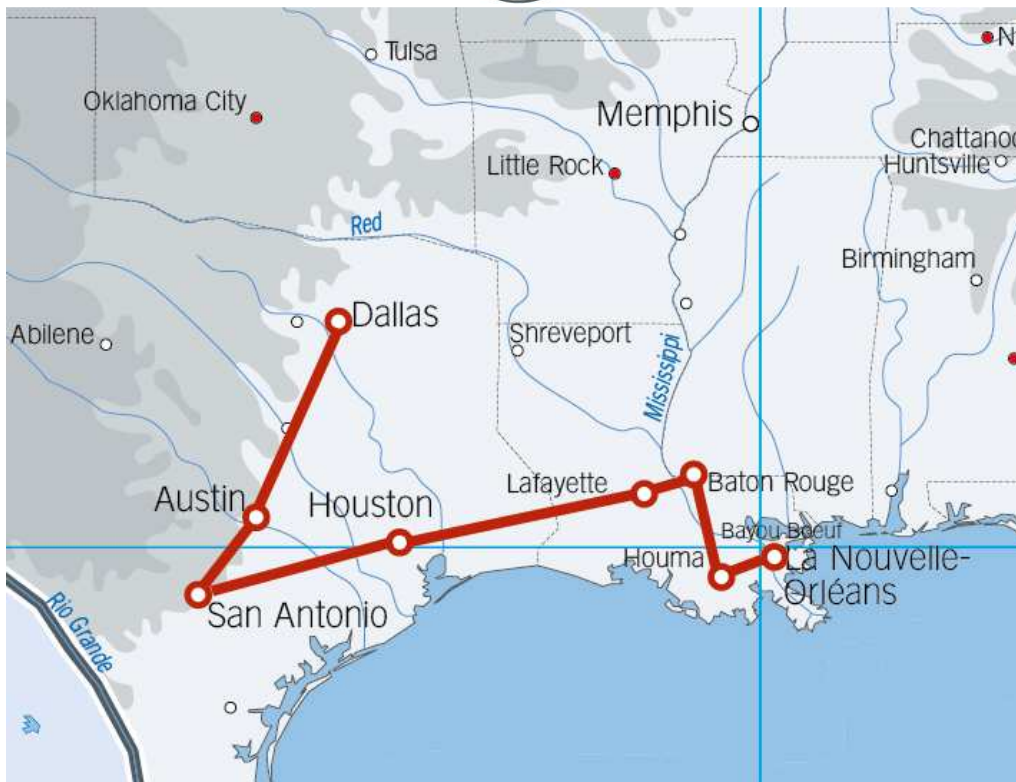 Tulsa
Oklahoma City
Memphis
Little Rock
Huntsville
Red
Birmingham
Dallas
Abilene
Shreveport
Mississippi
Lafayette
Baton Rouge
Austin
Houston
Bayou Boeuf
Houma
La Nouvelle-
Orléans
San Antonio
Rio Grande